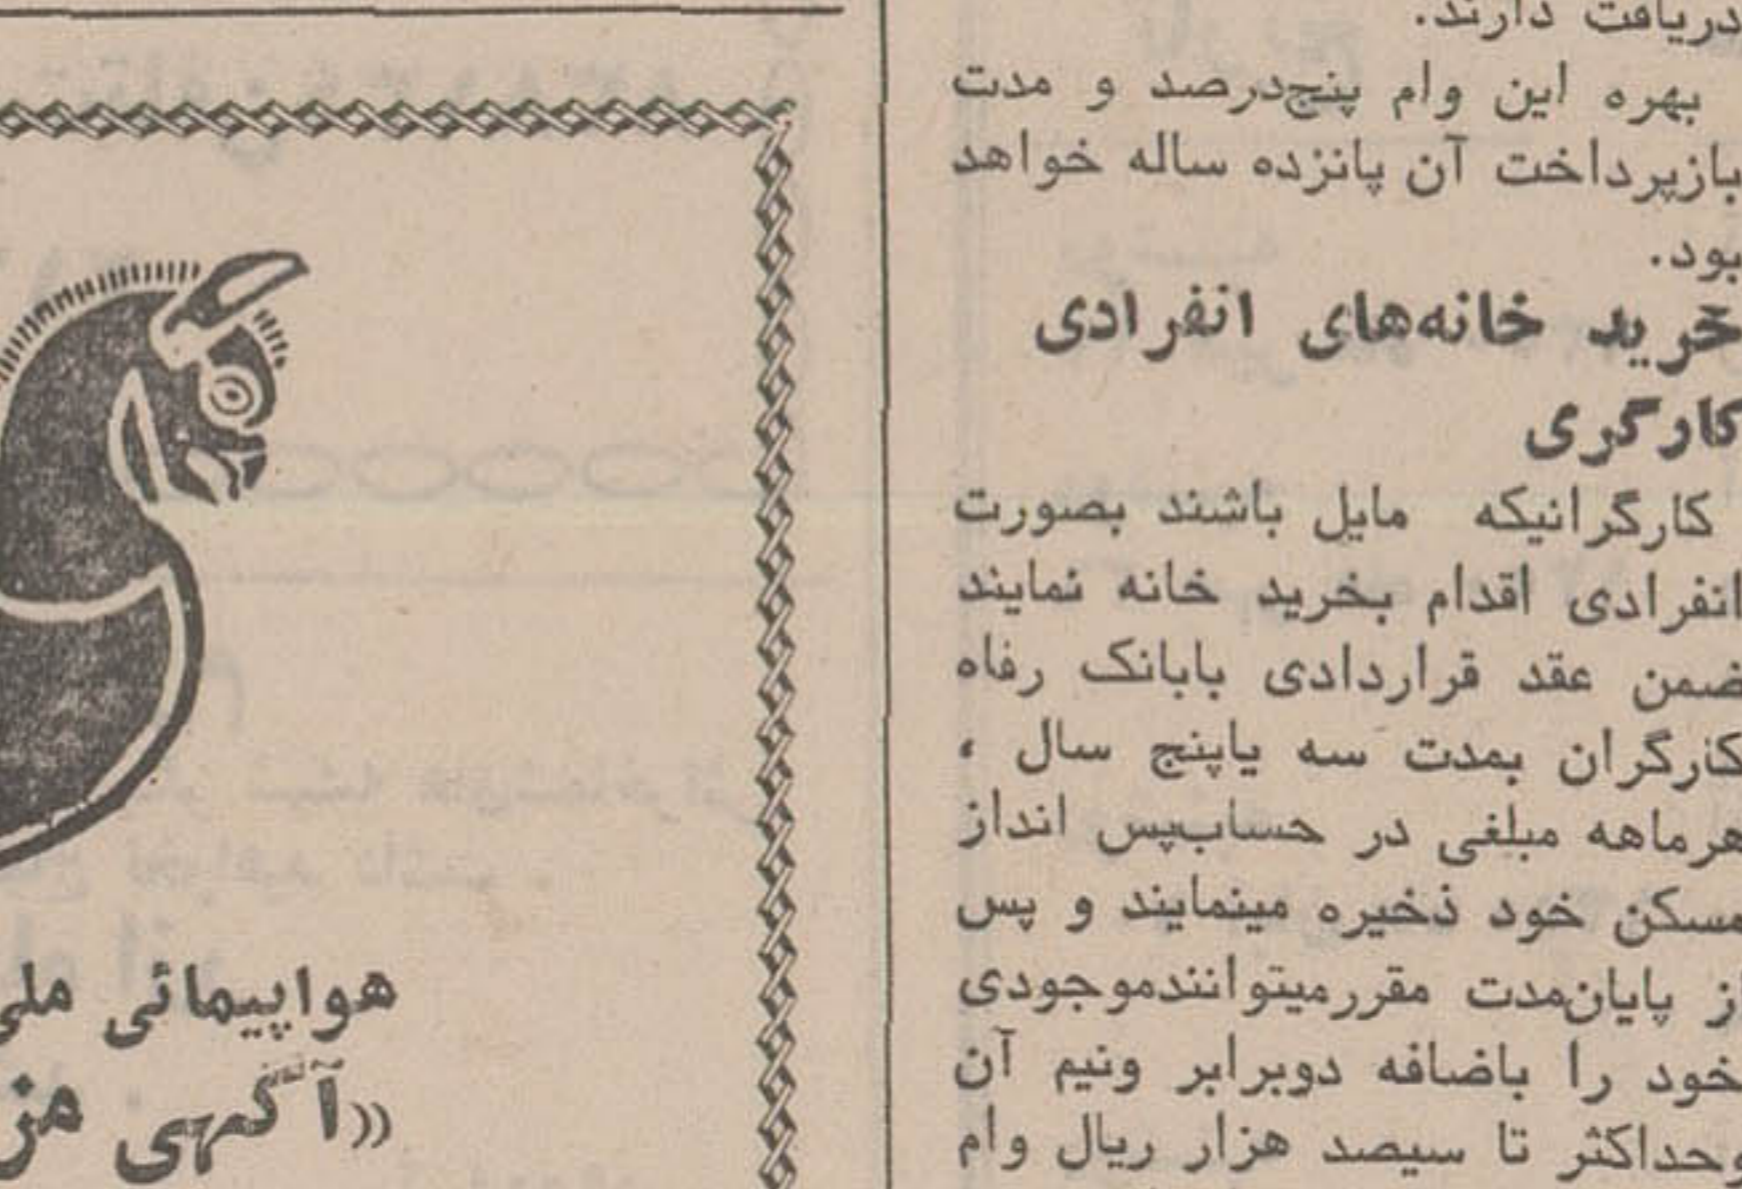 دریافت دارند.
بهره این وام پنج‌درصد و مدت
بازپرداخت آن پانزده ساله خواهد
بود.
خرید خانه‌های انفرادی
کارگری
کارگرانیکه مایل باشند بصورت
انفرادی اقدام بخرید خانه نمایند
ضمن عقد قراردادی بابانک رفاه
کارگران بمدت سه یاپنج سال ،
هرماهه مبلغی در حساب‌پس انداز
مسکن خود ذخیره مینمایند و پس
از پایان‌مدت مقررمیتوانندموجودی
خود را باضافه دوبرابر ونیم آن
وحداکثر تا سیصد هزار ریال وام
هواپیمائی ملی
«آگهی